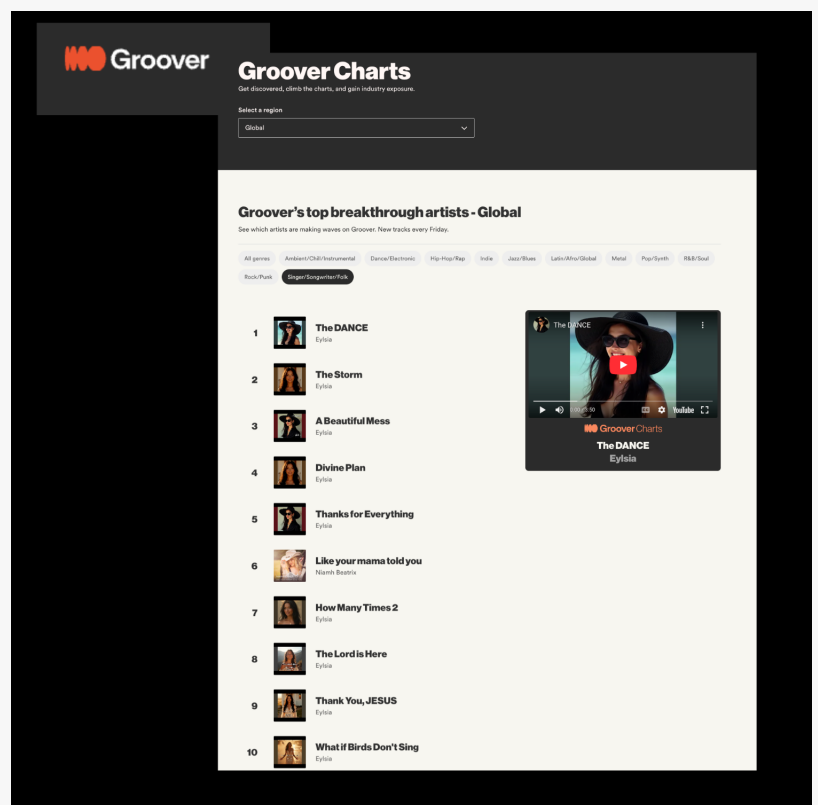 Groover
Groover Charts
Get discovered, climb the charts, and gain industry exposure.
Select a region
Global
Groover's top breakthrough artists - Global
See which artists are making waves on Groover. New tracks every Friday.
All genres Ambient/Chill/Instrumental Dance/Electronic Hip-Hop/Rap Indie Jazz/Blues Latin/Afro/Global Metal Pop/Synth R&B/Soul
Rock/Punk Singer/Songwriter/Folk
1
The DANCE
Eylsia
2
The Storm
Eylsia
3
A Beautiful Mess
Eylsia
4
Divine Plan
Eylsia
5
Thanks for Everything
Eylsia
6
Like your mama told you
Niamh Beatrix
7
How Many Times 2
Eylsia
8
The Lord is Here
Eylsia
9
Thank You, JESUS
Eylsia
10
What if Birds Don't Sing
Eylsia
The DANCE
0:00 / 3:50
YouTube
Groover Charts
The DANCE
Eylsia